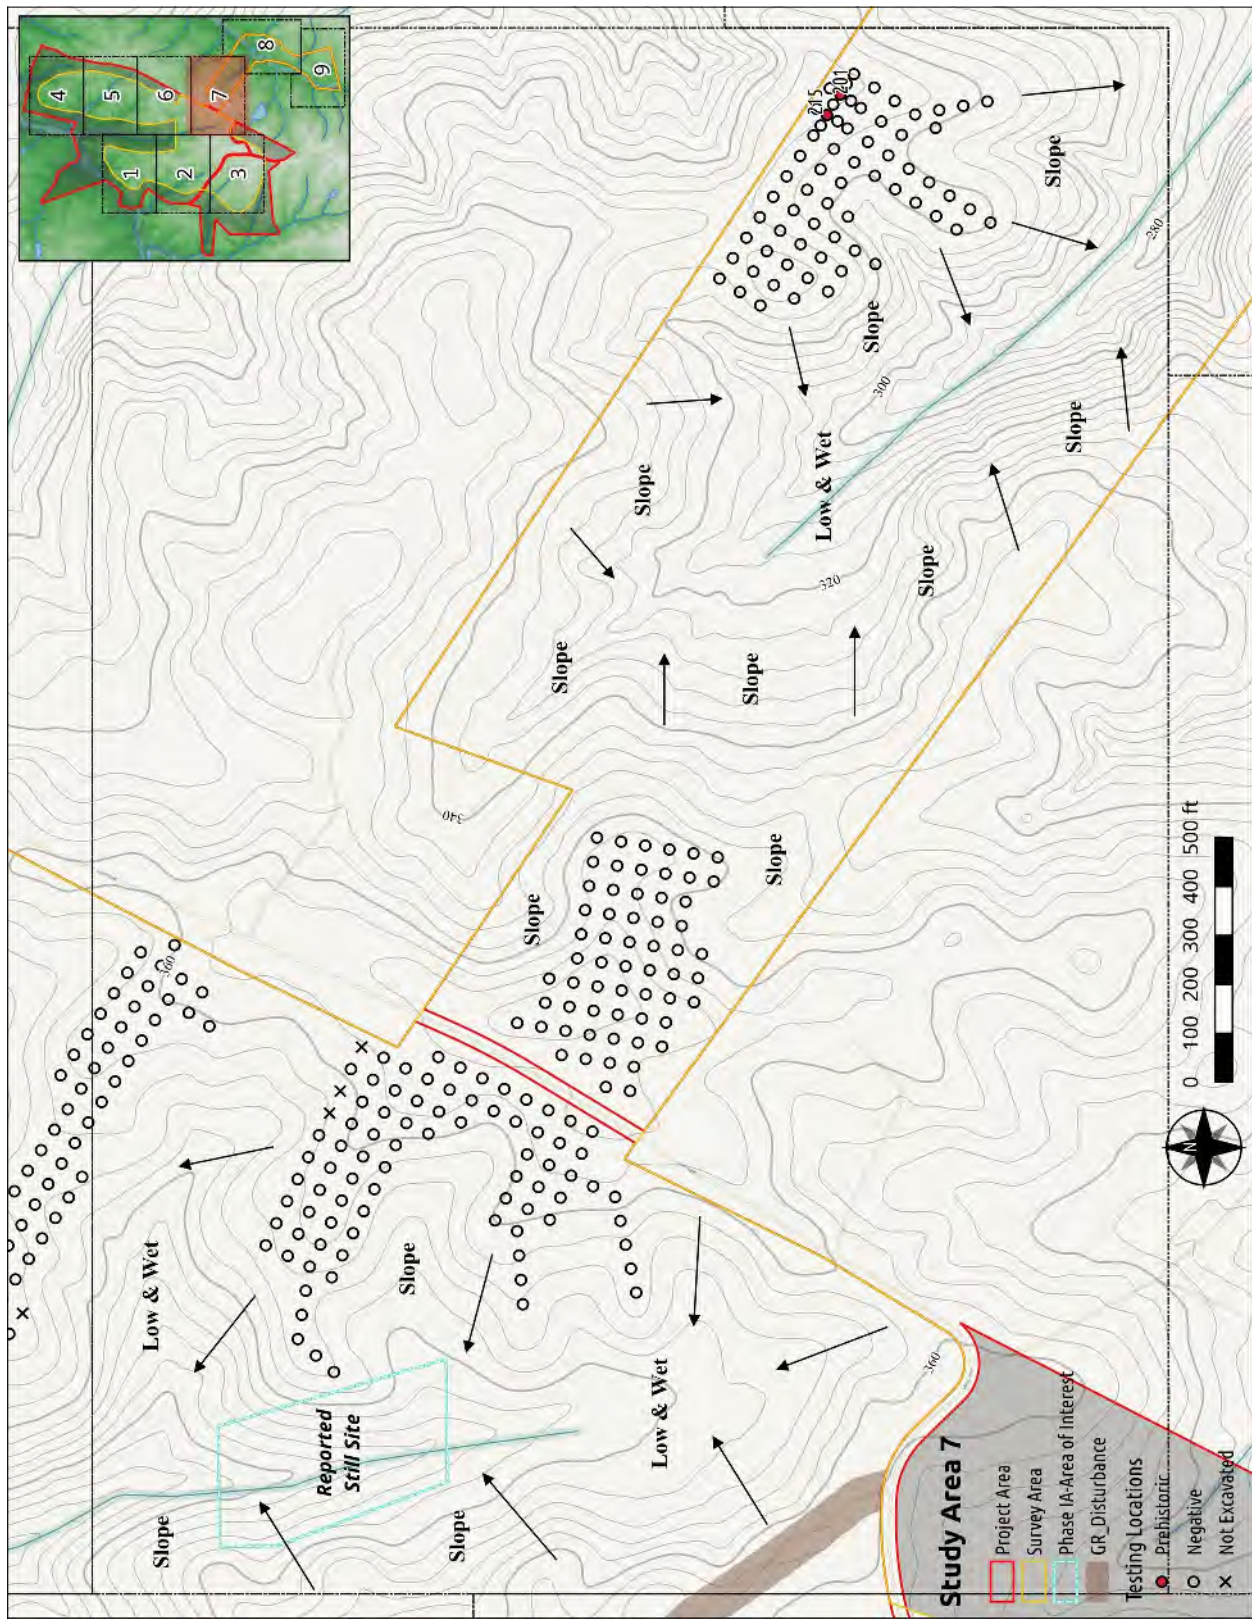 4
5
6
7
8
9
1
2
3
Slope
Low & Wet
360
Reported
Still Site
Slope
Slope
340
Slope
Slope
Slope
Low & Wet
Slope
Slope
215
201
Low & Wet
320
Slope
300
Slope
360
Slope
Slope
280
Study Area 7
Project Area
Survey Area
Phase IA-Area of Interest
GR_Disturbance
Testing Locations
Prehistoric
Negative
Not Excavated
N
0 100 200 300 400 500 ft